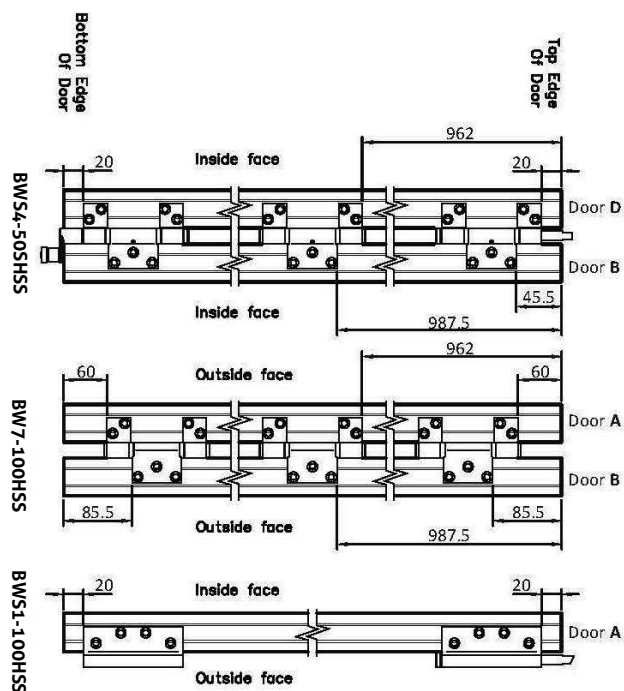 Bottom Edge
Of Door
Top Edge
Of Door
962
20
Inside face
20
BWS4-50SHSS
Door D
Door B
Inside face
45.5
987.5
962
60
Outside face
60
BW7-100HSS
Door A
Door B
85.5
Outside face
85.5
987.5
BWS1-100HSS
20
Inside face
20
Door A
Outside face